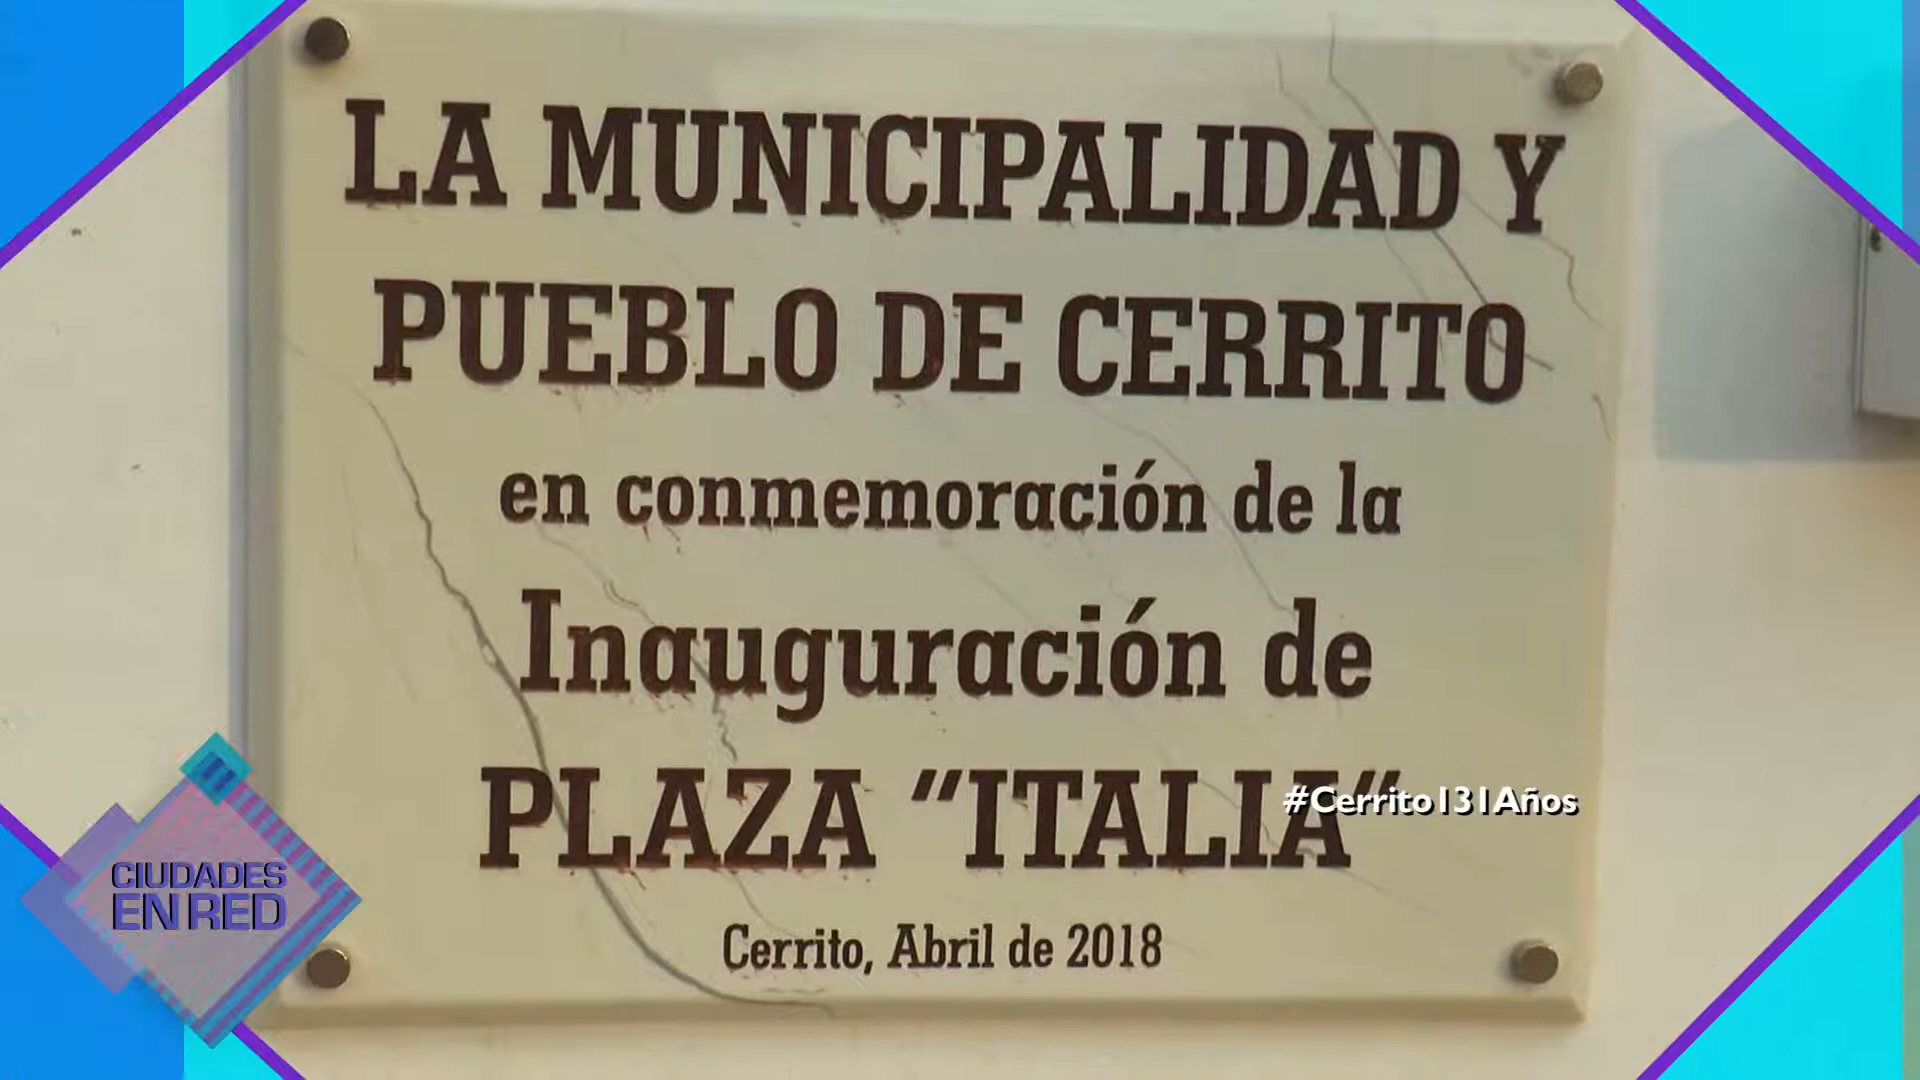 LA MUNICIPALIDAD Y
PUEBLO DE CERRITO
en conmemoración de la
Inauguración de
PLAZA “ITALIA“
#Cerrito131Años
Cerrito, Abril de 2018
CIUDADES
EN RED